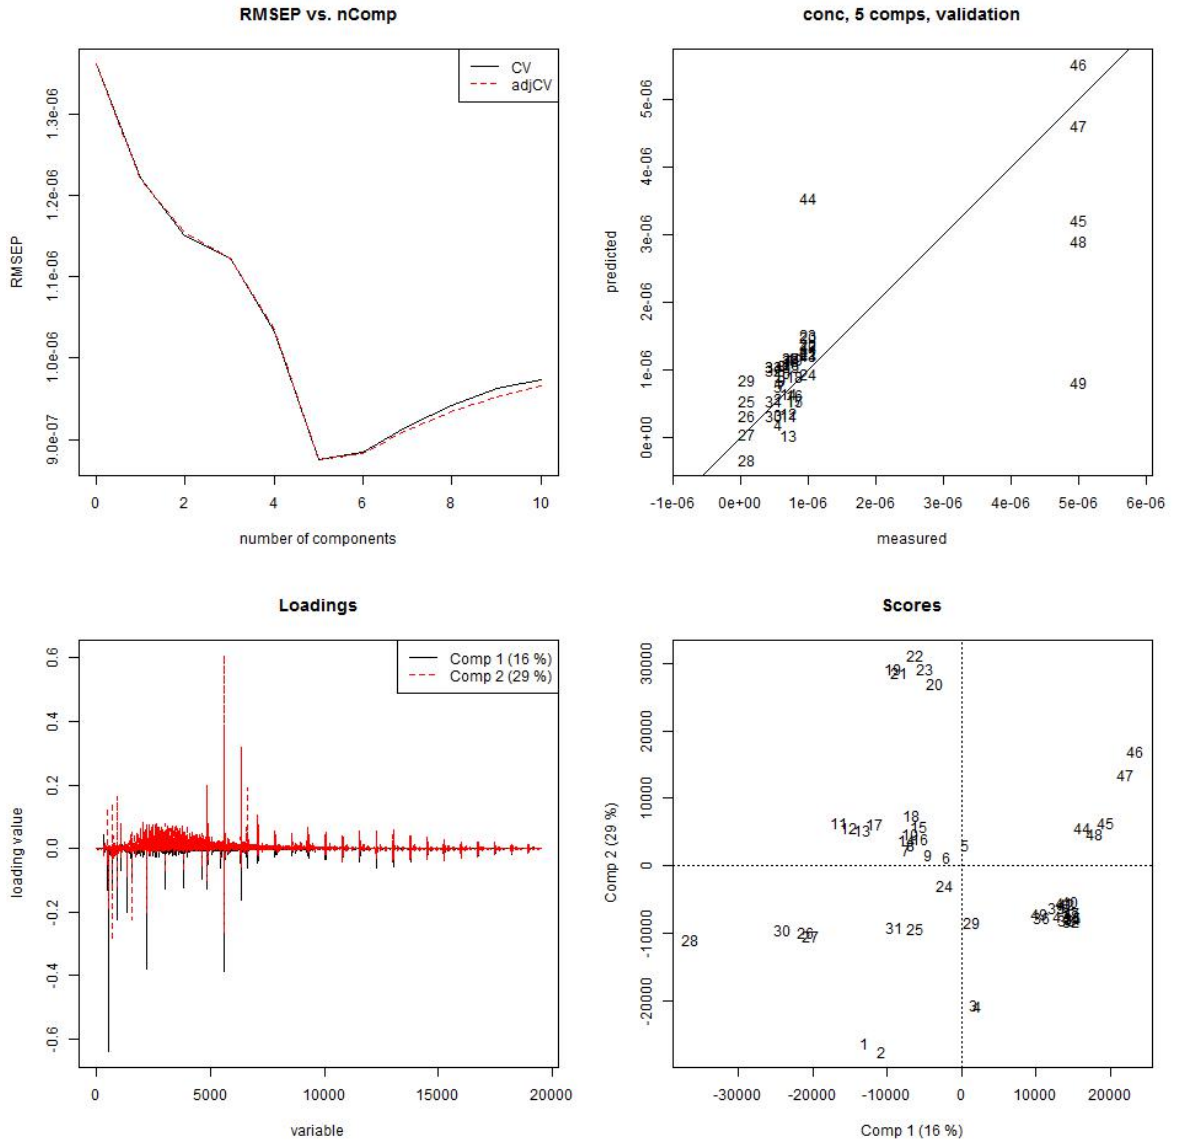 RMSEP vs. nComp
CV
adjCV
1.3e-06
1.2e-06
1.1e-06
1.0e-06
9.0e-07
RMSEP
0 2 4 6 8 10
number of components
conc, 5 comps, validation
46
47
44
45
48
49
24
29
25
26
27
28
34
30
4
14
13
5e-06
4e-06
3e-06
2e-06
1e-06
0e+00
predicted
-1e-06 0e+00 1e-06 2e-06 3e-06 4e-06 5e-06 6e-06
measured
Loadings
Comp 1 (16 %)
Comp 2 (29 %)
0.6
0.4
0.2
0.0
-0.2
-0.4
-0.6
loading value
0 5000 10000 15000 20000
variable
Scores
22
19
21
23
20
46
47
18
11
12
13
17
15
16
44
45
48
9
6
5
24
30
26
27
31
25
29
28
3
4
1
2
30000
20000
10000
0
-10000
-20000
Comp 2 (29 %)
-30000 -20000 -10000 0 10000 20000
Comp 1 (16 %)